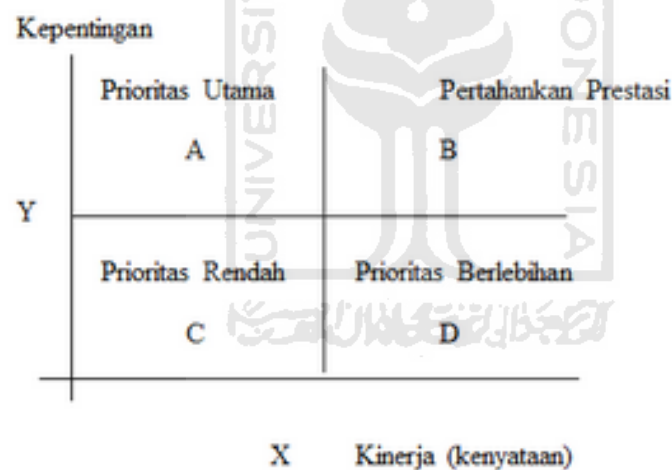 Kepentingan
Prioritas Utama
Pertahankan Prestasi
A
B
Y
Prioritas Rendah
Prioritas Berlebihan
C
D
X
Kinerja (kenyataan)